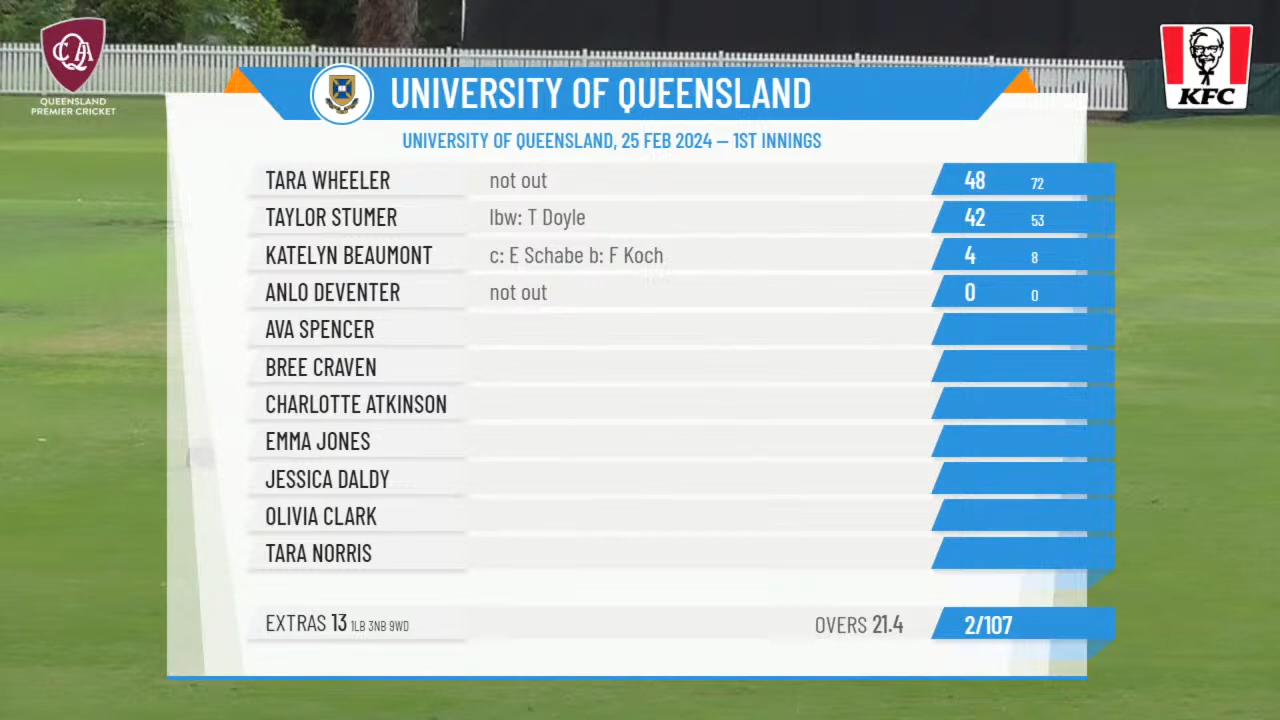 QUEENSLAND
PREMIER CRICKET
KFC
UNIVERSITY OF QUEENSLAND
UNIVERSITY OF QUEENSLAND, 25 FEB 2024 – 1ST INNINGS
TARA WHEELER not out 48 72
TAYLOR STUMER lbw: T Doyle 42 53
KATELYN BEAUMONT c: E Schabe b: F Koch 4 8
ANLO DEVENTER not out 0 0
AVA SPENCER
BREE CRAVEN
CHARLOTTE ATKINSON
EMMA JONES
JESSICA DALDY
OLIVIA CLARK
TARA NORRIS
EXTRAS 13 1LB 3NB 9WD OVERS 21.4 2/107